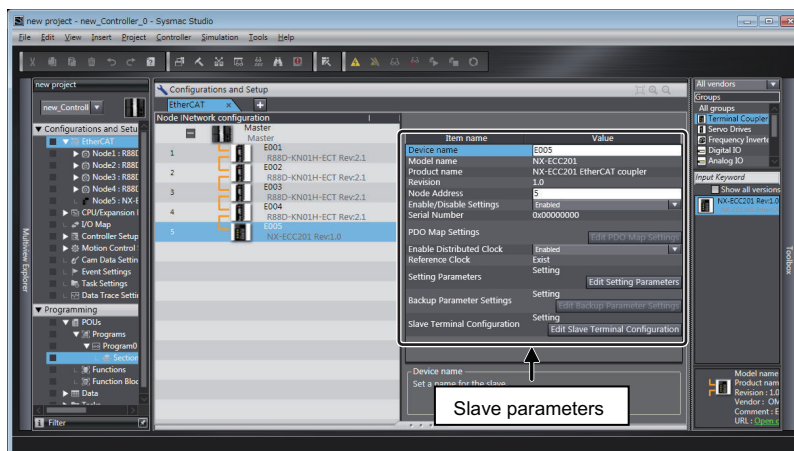 new project - new_Controller_0 - Sysmac Studio
File Edit View Insert Project Controller Simulation Tools Help
new project
new_Controll
Configurations and Setu
EtherCAT
Node1 : R88D
Node2 : R88D
Node3 : R88D
Node4 : R88D
Node5 : NX-E
CPU/Expansion
I/O Map
Controller Setup
Motion Control
Cam Data Settin
Event Settings
Task Settings
Data Trace Settin
Programming
POUs
Programs
Program0
Section
Functions
Function Bloc
Data
Tasks
Filter
Multiview Explorer
Configurations and Setup
EtherCAT
Node Network configuration
Master
Master
1 E001
R88D-KN01H-ECT Rev:2.1
2 E002
R88D-KN01H-ECT Rev:2.1
3 E003
R88D-KN01H-ECT Rev:2.1
4 E004
R88D-KN01H-ECT Rev:2.1
5 E005
NX-ECC201 Rev:1.0
Item name Value
Device name E005
Model name NX-ECC201
Product name NX-ECC201 EtherCAT coupler
Revision 1.0
Node Address 5
Enable/Disable Settings Enabled
Serial Number 0x00000000
PDO Map Settings
Edit PDO Map Settings
Enable Distributed Clock Enabled
Reference Clock Exist
Setting Parameters Setting
Edit Setting Parameters
Backup Parameter Settings Setting
Edit Backup Parameter Settings
Slave Terminal Configuration Setting
Edit Slave Terminal Configuration
Device name
Set a name for the slave
Slave parameters
All vendors
Groups
All groups
Terminal Coupler
Servo Drives
Frequency Inverte
Digital IO
Analog IO
Input Keyword
Show all versions
NX-ECC201 Rev:1.0
Toolbox
Model name
Product nam
Revision : 1.0
Vendor : OM
Comment : E
URL : Open c